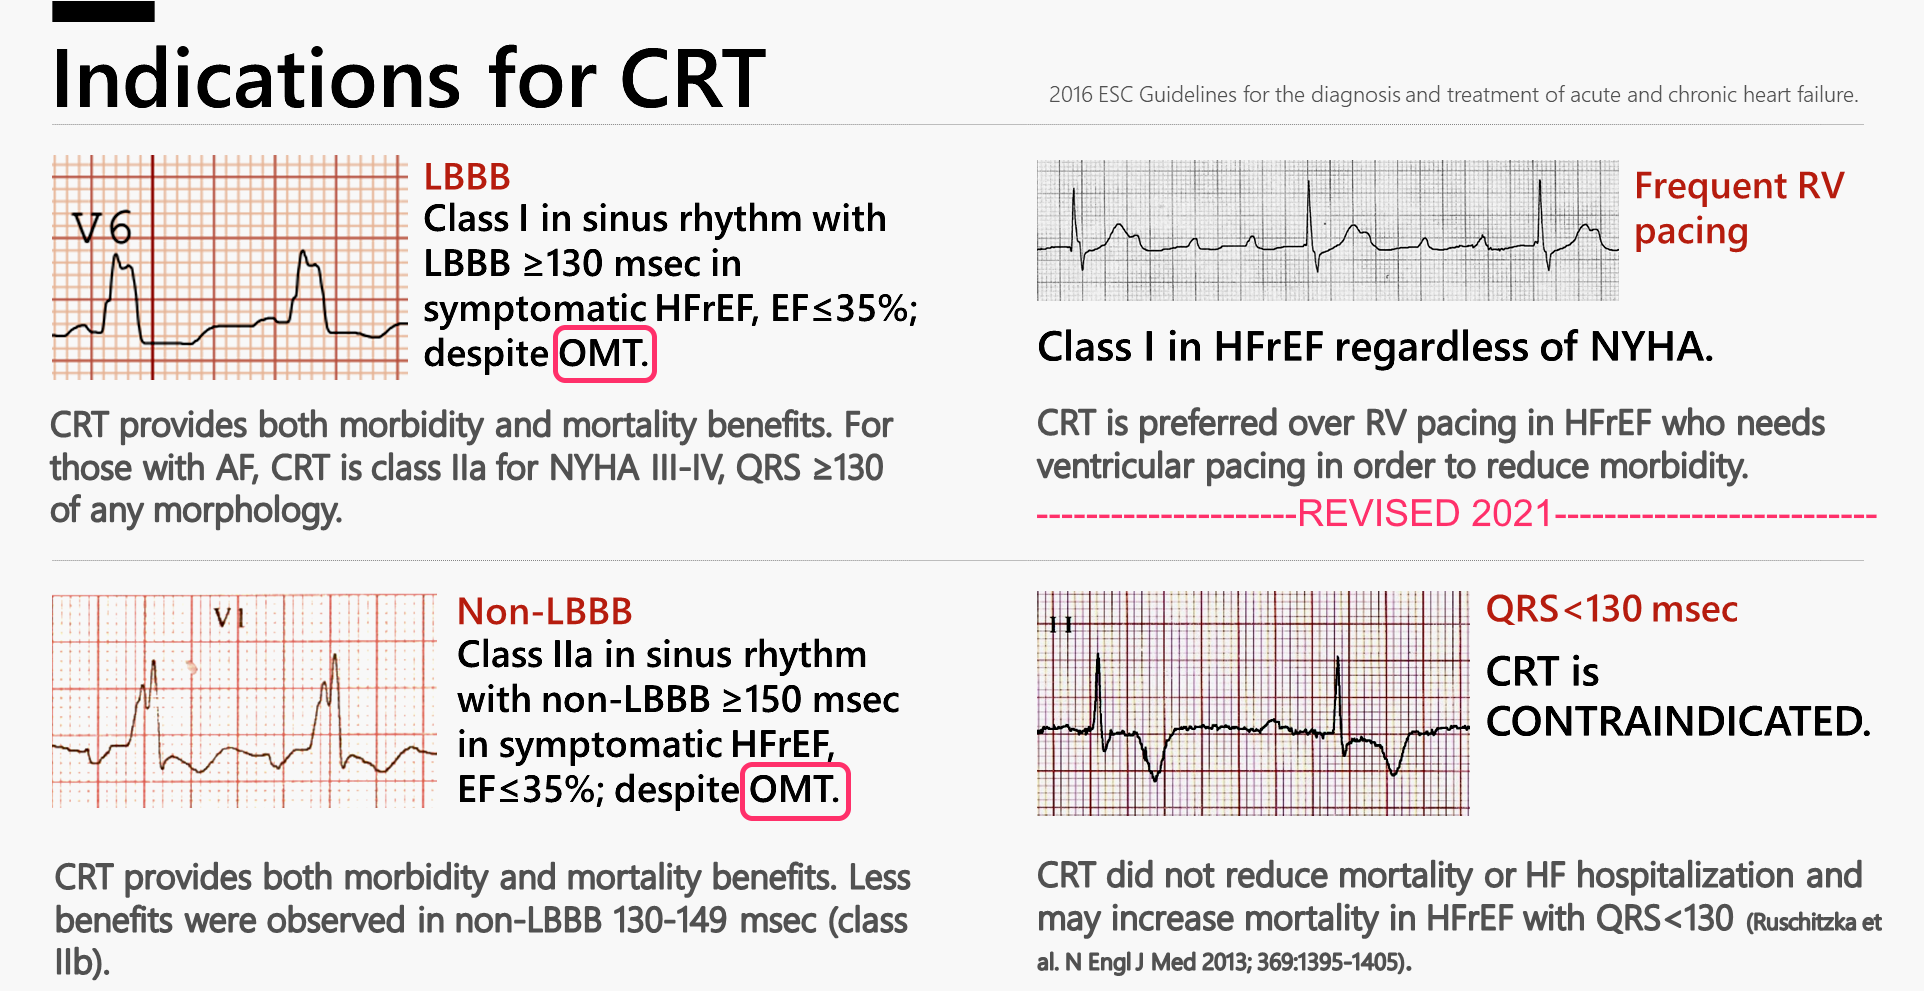 Indications for CRT
2016 ESC Guidelines for the diagnosis and treatment of acute and chronic heart failure.
V6
LBBB
Class I in sinus rhythm with
LBBB ≥130 msec in
symptomatic HFrEF, EF≤35%;
despite OMT.
CRT provides both morbidity and mortality benefits. For
those with AF, CRT is class IIa for NYHA III-IV, QRS ≥130
of any morphology.
Frequent RV
pacing
Class I in HFrEF regardless of NYHA.
CRT is preferred over RV pacing in HFrEF who needs
ventricular pacing in order to reduce morbidity.
---------------------REVISED 2021--------------------------
V1
Non-LBBB
Class IIa in sinus rhythm
with non-LBBB ≥150 msec
in symptomatic HFrEF,
EF≤35%; despite OMT.
CRT provides both morbidity and mortality benefits. Less
benefits were observed in non-LBBB 130-149 msec (class
IIb).
II
QRS<130 msec
CRT is
CONTRAINDICATED.
CRT did not reduce mortality or HF hospitalization and
may increase mortality in HFrEF with QRS<130 (Ruschitzka et
al. N Engl J Med 2013; 369:1395-1405).